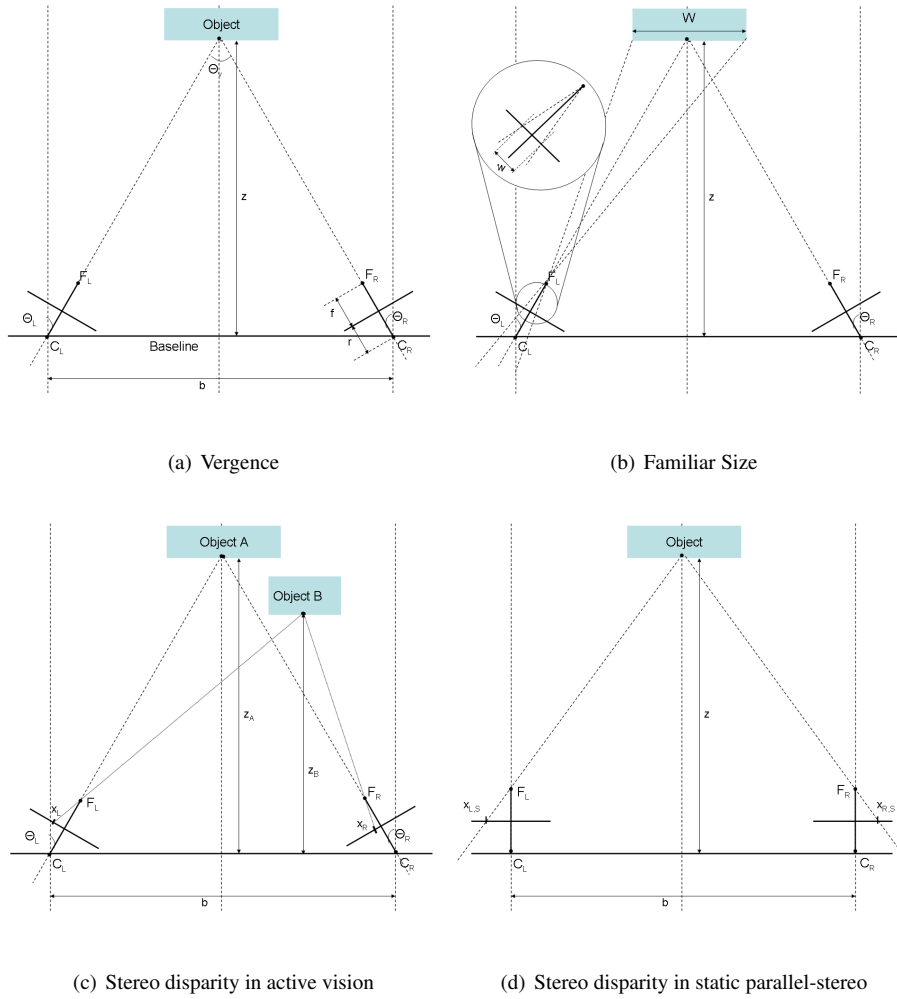 Object
Θᵥ
z
F_L
F_R
Θ_L
f
r
Θ_R
C_L
Baseline
C_R
b
(a) Vergence
W
w
z
F_L
F_R
Θ_L
Θ_R
C_L
C_R
(b) Familiar Size
Object A
Object B
z_A
z_B
x_L
F_L
F_R
x_R
Θ_L
Θ_R
C_L
C_R
b
(c) Stereo disparity in active vision
Object
z
F_L
F_R
x_L,S
x_R,S
C_L
C_R
b
(d) Stereo disparity in static parallel-stereo